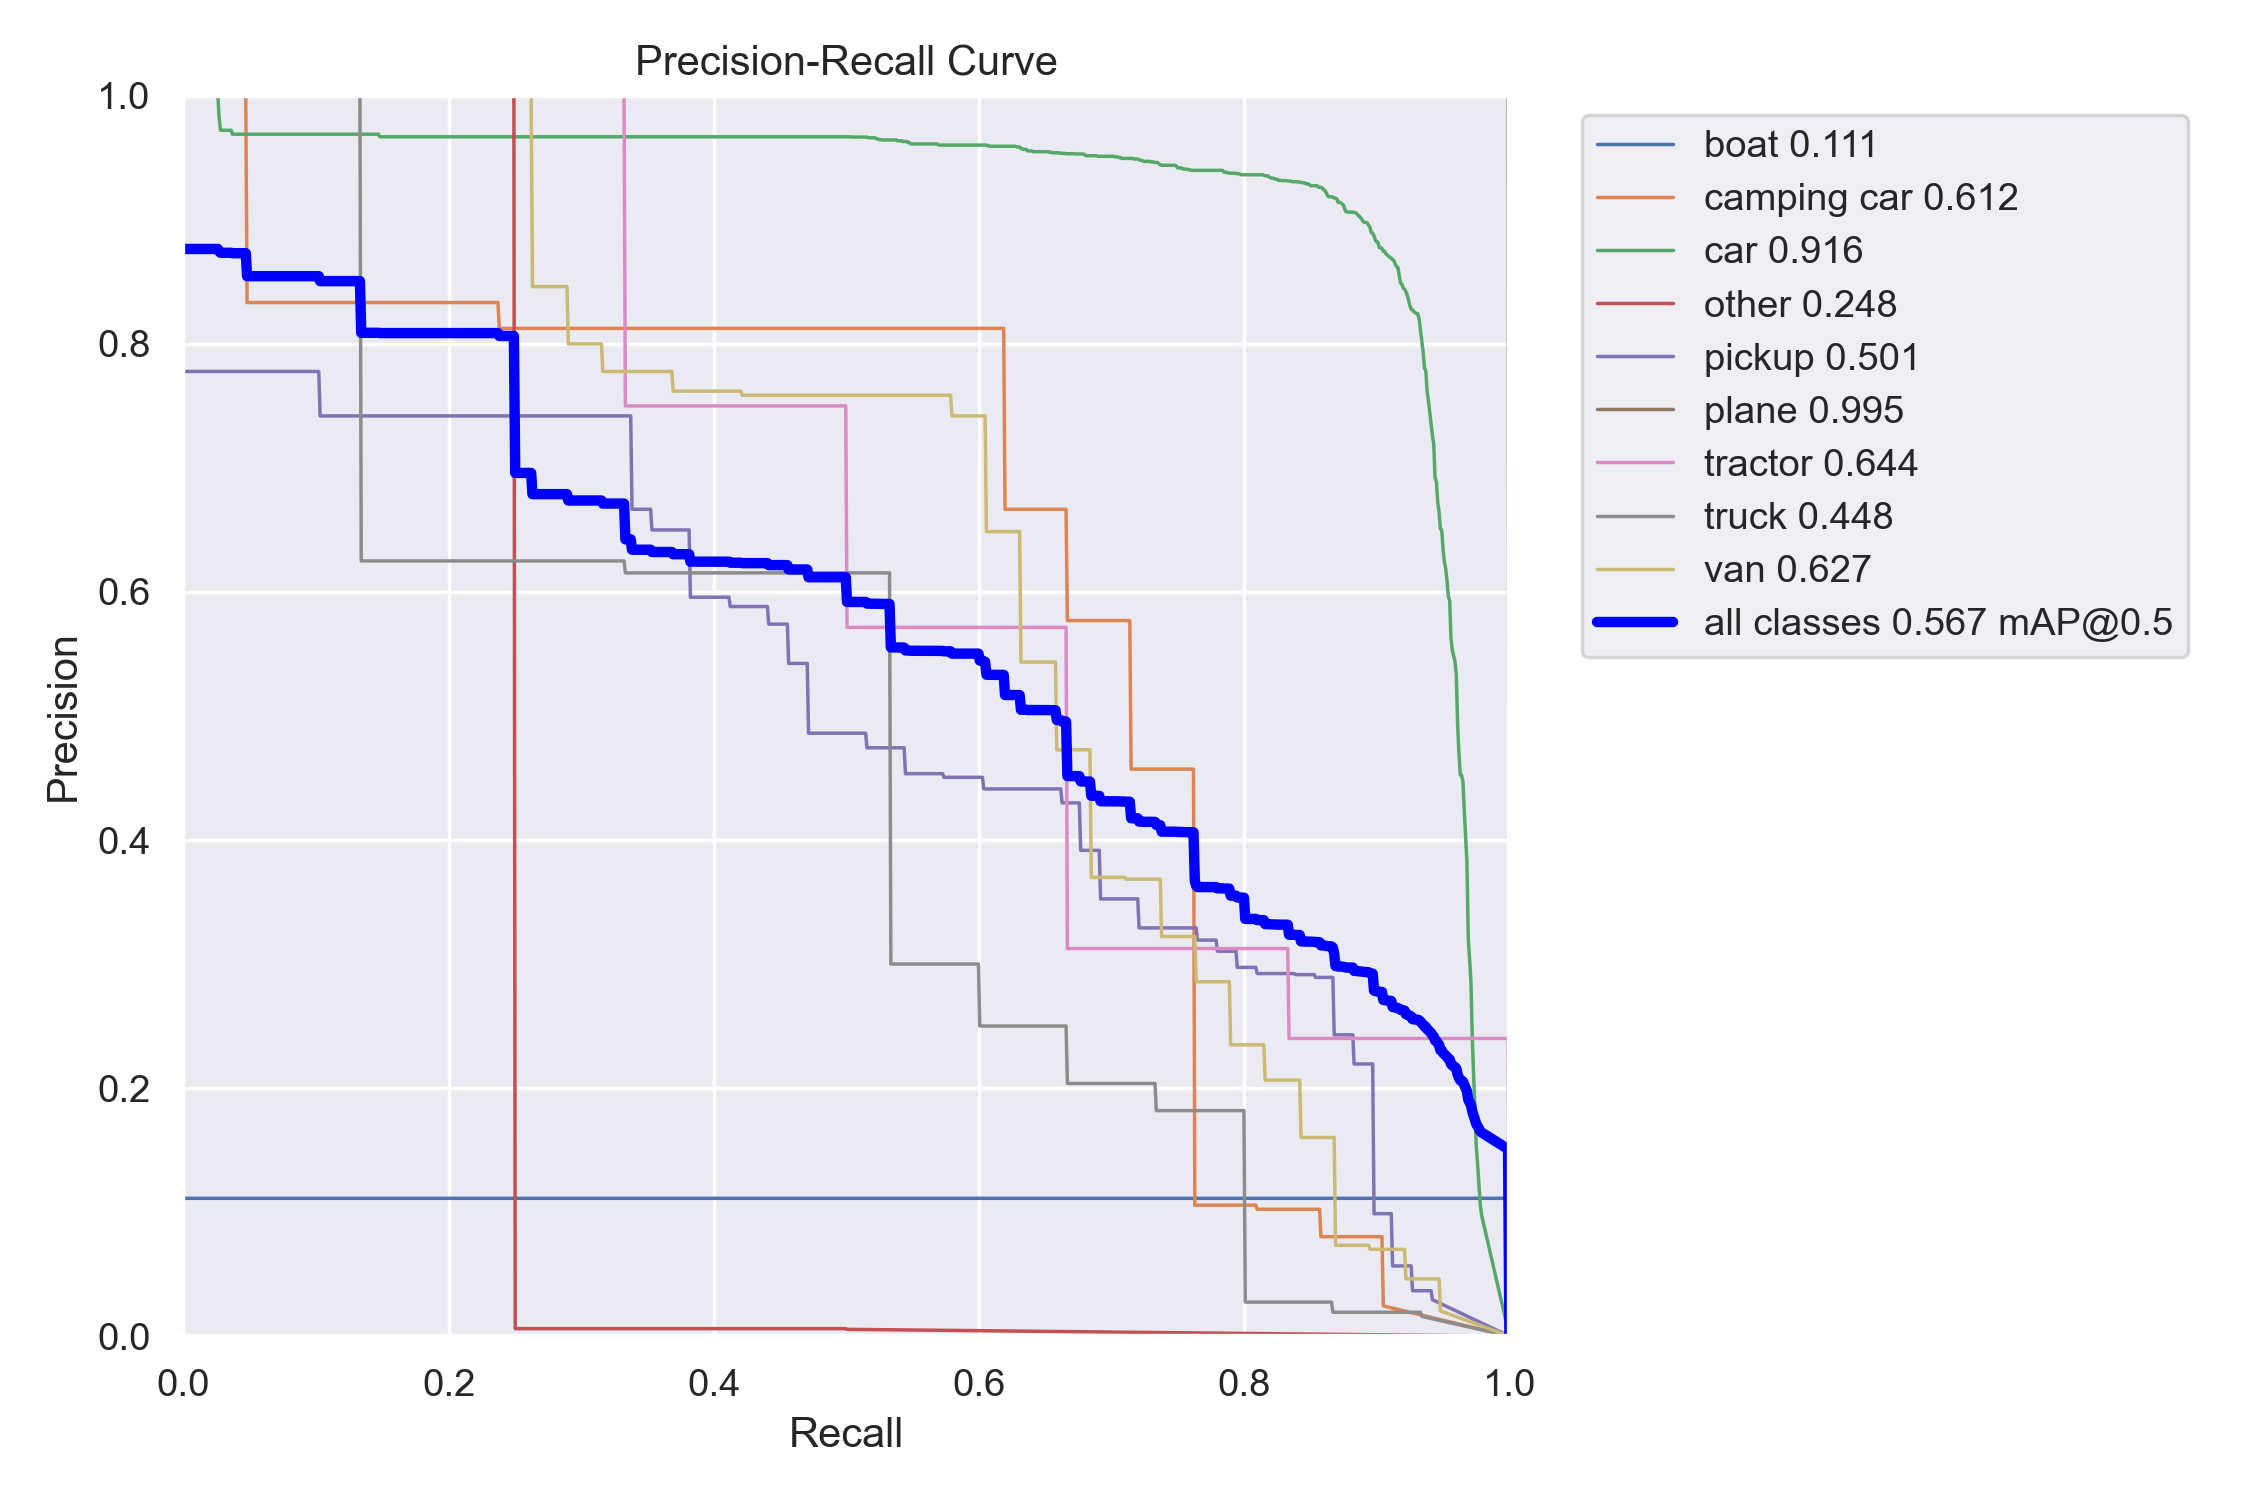 Precision-Recall Curve
1.0
0.8
0.6
0.4
0.2
0.0
Precision
0.0 0.2 0.4 0.6 0.8 1.0
Recall
boat 0.111
camping car 0.612
car 0.916
other 0.248
pickup 0.501
plane 0.995
tractor 0.644
truck 0.448
van 0.627
all classes 0.567 mAP@0.5